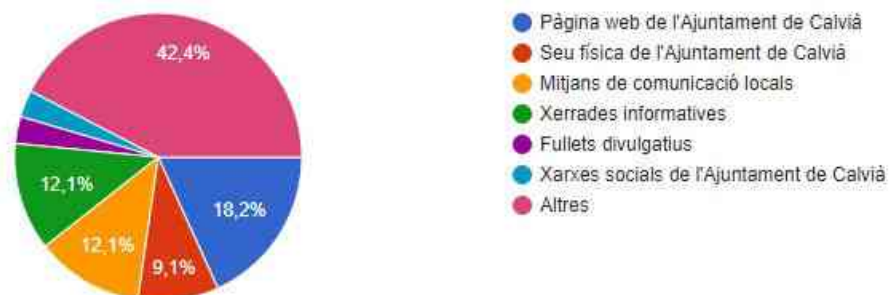 42,4%
18,2%
9,1%
12,1%
12,1%
Pàgina web de l'Ajuntament de Calvià
Seu física de l'Ajuntament de Calvià
Mitjans de comunicació locals
Xerrades informatives
Fullets divulgatius
Xarxes socials de l'Ajuntament de Calvià
Altres